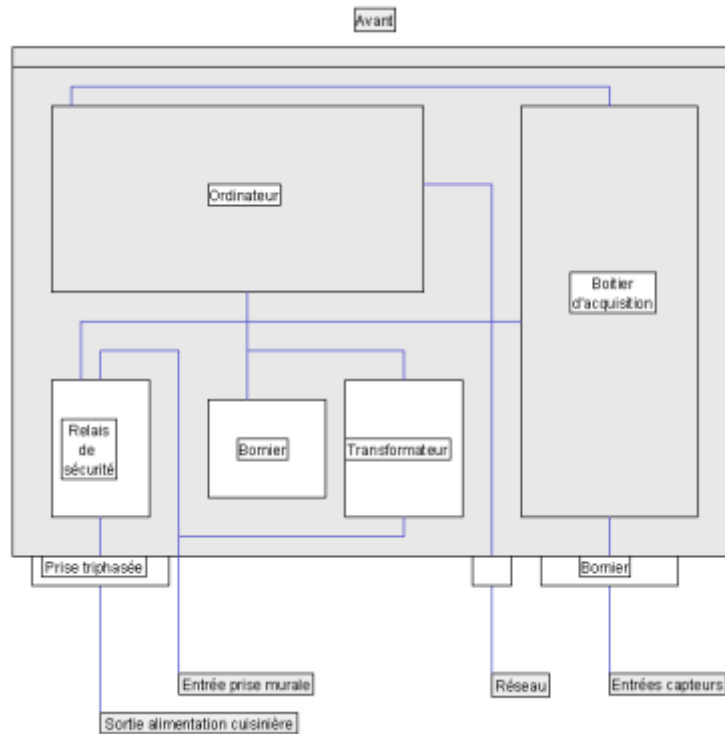 Avant
Ordinateur
Boitier
d'acquisition
Relais
de
sécurité
Bornier
Transformateur
Prise triphasée
Bornier
Entrée prise murale
Réseau
Entrées capteurs
Sortie alimentation cuisinière